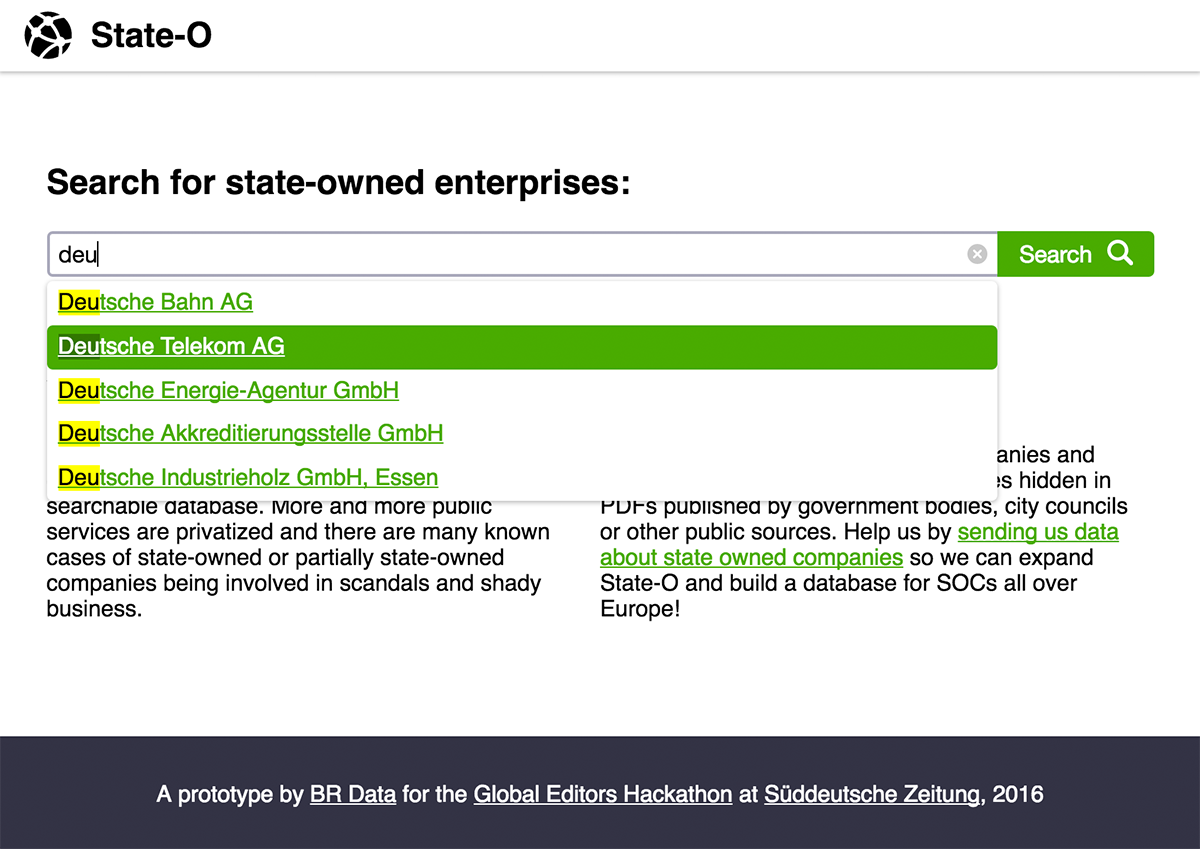 State-O
Search for state-owned enterprises:
deu
Search
Deutsche Bahn AG
Deutsche Telekom AG
Deutsche Energie-Agentur GmbH
Deutsche Akkreditierungsstelle GmbH
Deutsche Industrieholz GmbH, Essen
searchable database. More and more public
services are privatized and there are many known
cases of state-owned or partially state-owned
companies being involved in scandals and shady
business.
and
hidden in
PDFs published by government bodies, city councils
or other public sources. Help us by sending us data
about state owned companies so we can expand
State-O and build a database for SOCs all over
Europe!
A prototype by BR Data for the Global Editors Hackathon at Süddeutsche Zeitung, 2016